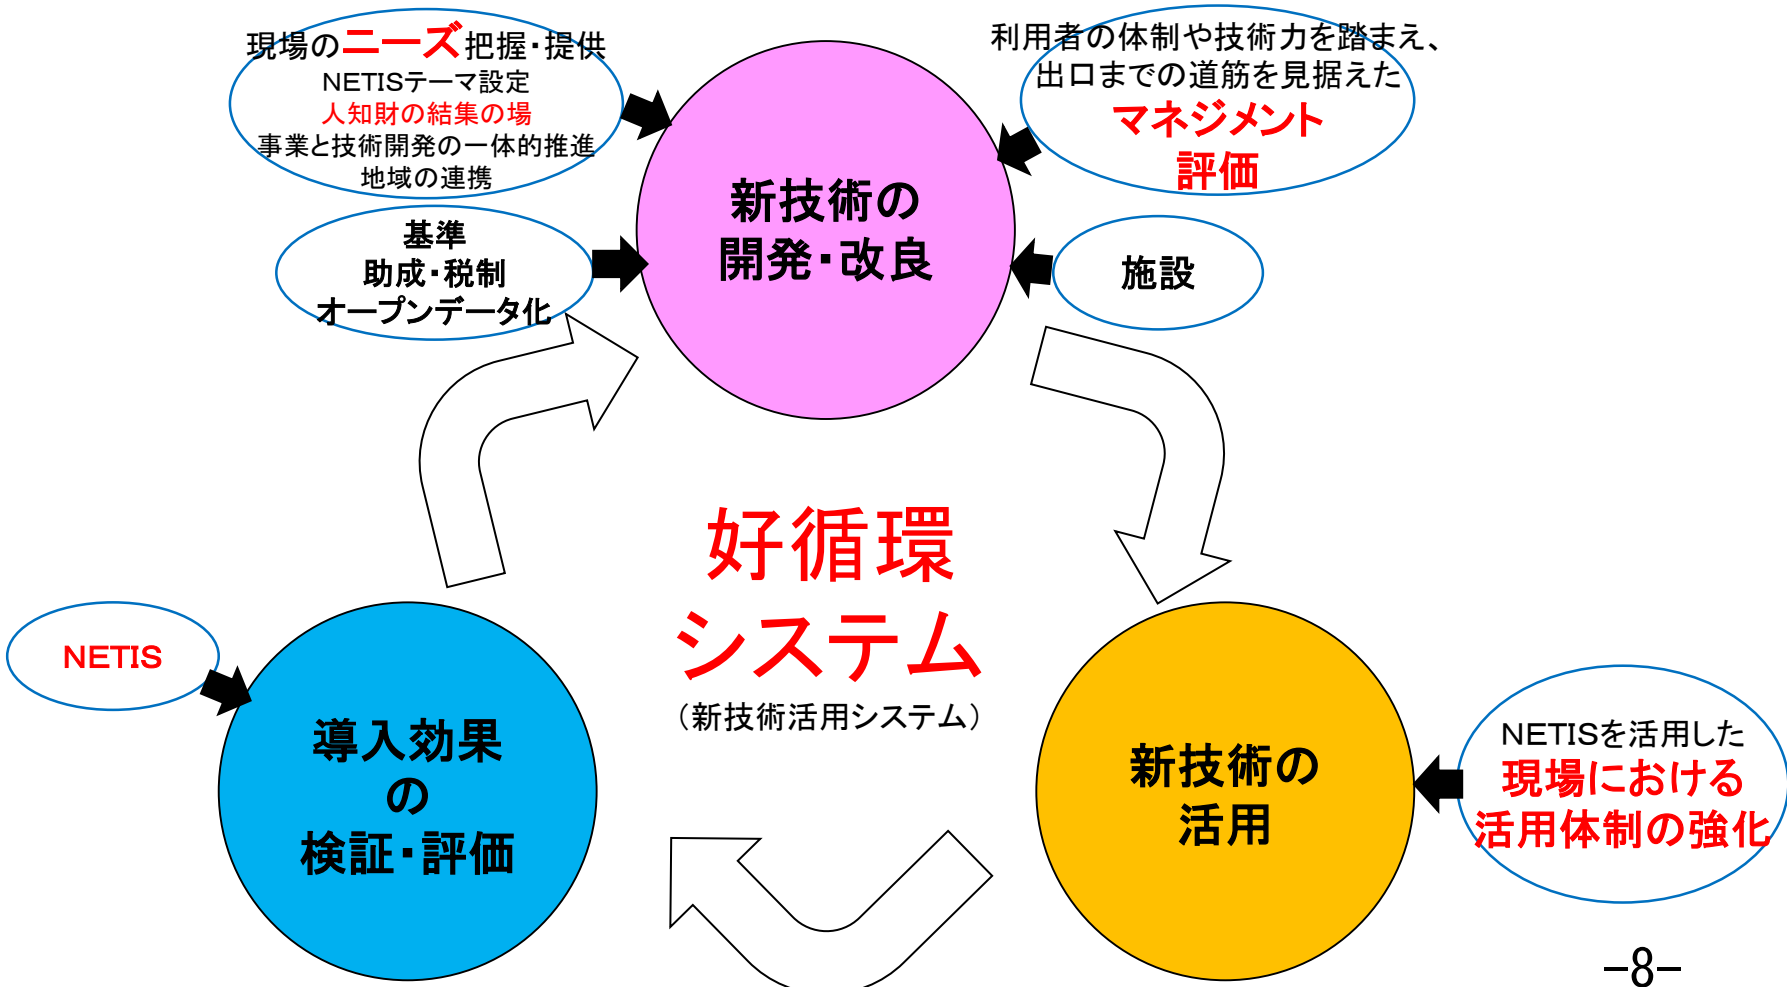 現場のニーズ把握・提供
NETISテーマ設定
人知財の結集の場
事業と技術開発の一体的推進
地域の連携
利用者の体制や技術力を踏まえ、
出口までの道筋を見据えた
マネジメント
評価
基準
助成・税制
オープンデータ化
新技術の
開発・改良
施設
好循環
システム
（新技術活用システム）
NETIS
導入効果
の
検証・評価
新技術の
活用
NETISを活用した
現場における
活用体制の強化
−8−